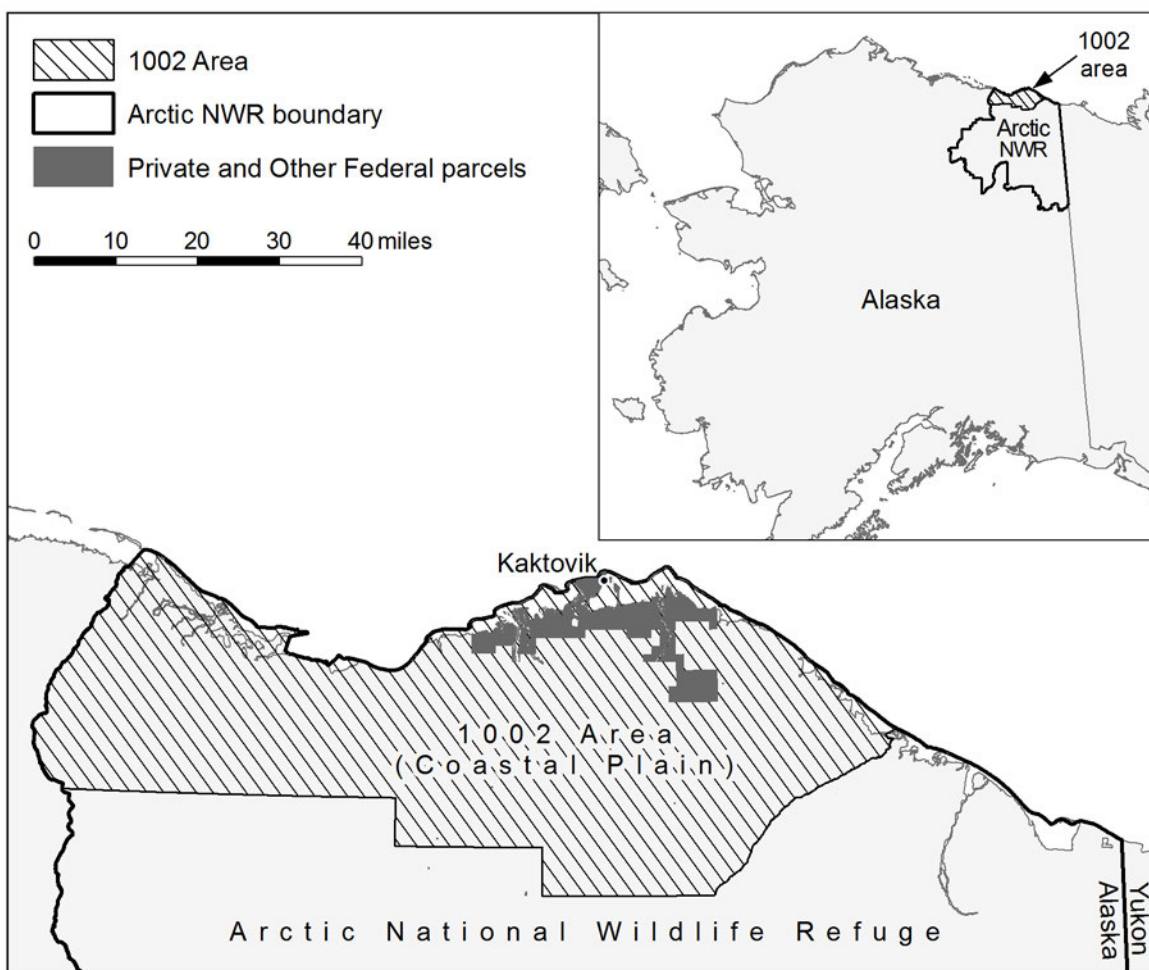 1002 Area
Arctic NWR boundary
Private and Other Federal parcels
0 10 20 30 40 miles
1002
area
Arctic
NWR
Alaska
Kaktovik
1002 Area
(Coastal Plain)
Arctic National Wildlife Refuge
Alaska
Yukon